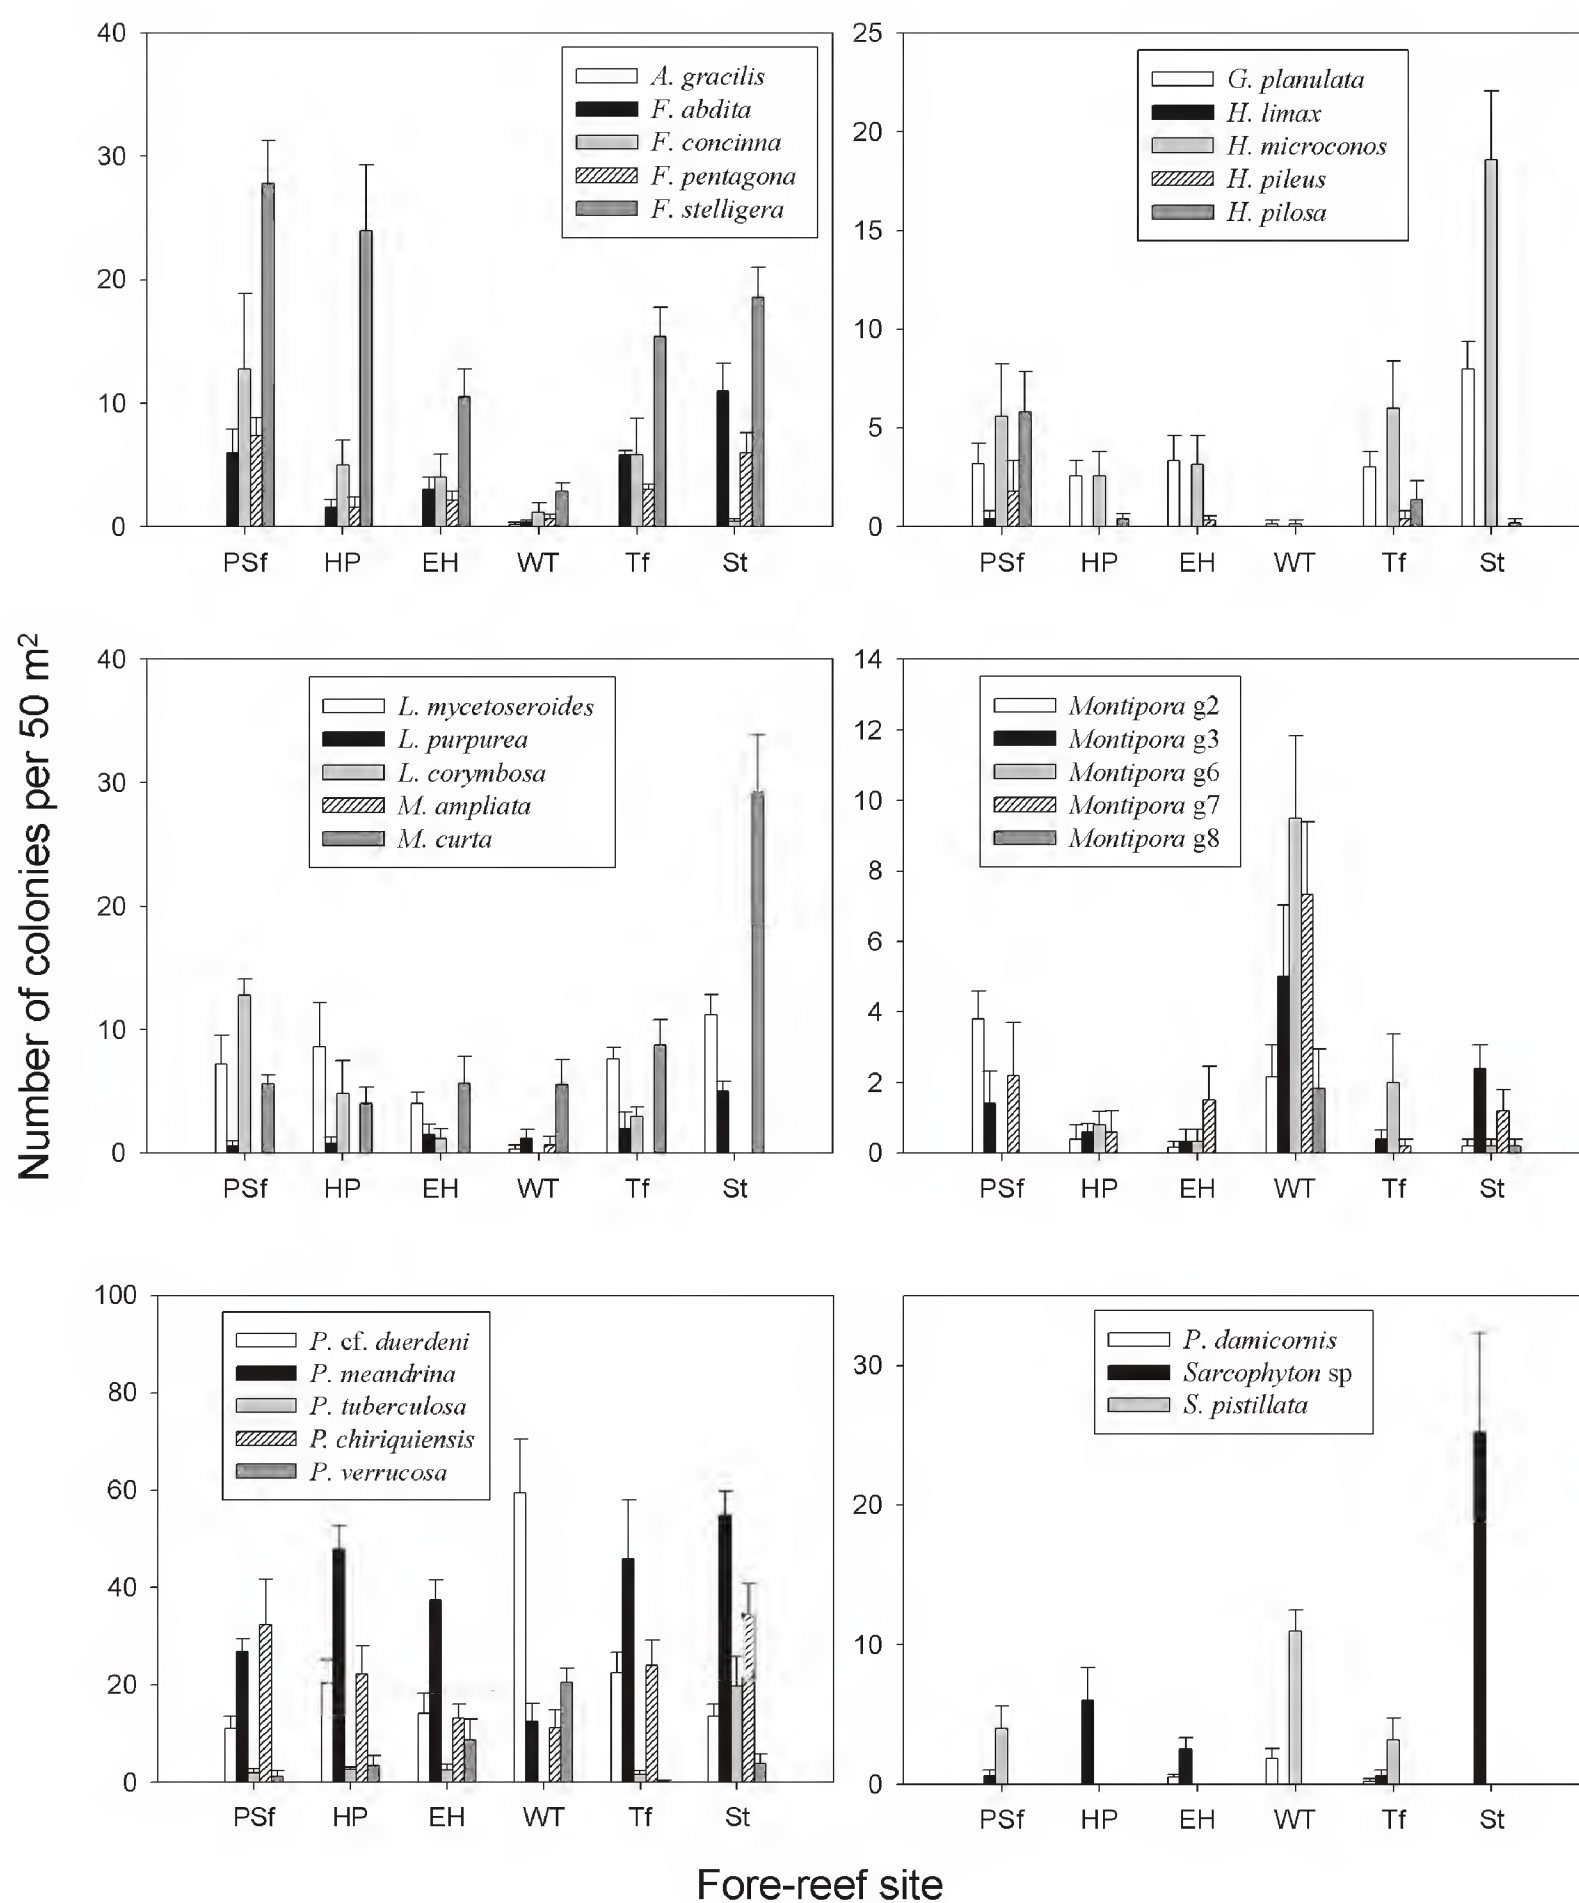 40
30
20
10
0
A. gracilis
F. abdita
F. concinna
F. pentagona
F. stelligera
PSf HP EH WT Tf St
25
20
15
10
5
0
G. planulata
H. limax
H. microconos
H. pileus
H. pilosa
PSf HP EH WT Tf St
Number of colonies per 50 m²
40
30
20
10
0
L. mycetoseroides
L. purpurea
L. corymbosa
M. ampliata
M. curta
PSf HP EH WT Tf St
14
12
10
8
6
4
2
0
Montipora g2
Montipora g3
Montipora g6
Montipora g7
Montipora g8
PSf HP EH WT Tf St
100
80
60
40
20
0
P. cf. duerdeni
P. meandrina
P. tuberculosa
P. chiriquiensis
P. verrucosa
PSf HP EH WT Tf St
30
20
10
0
P. damicornis
Sarcophyton sp
S. pistillata
PSf HP EH WT Tf St
Fore-reef site